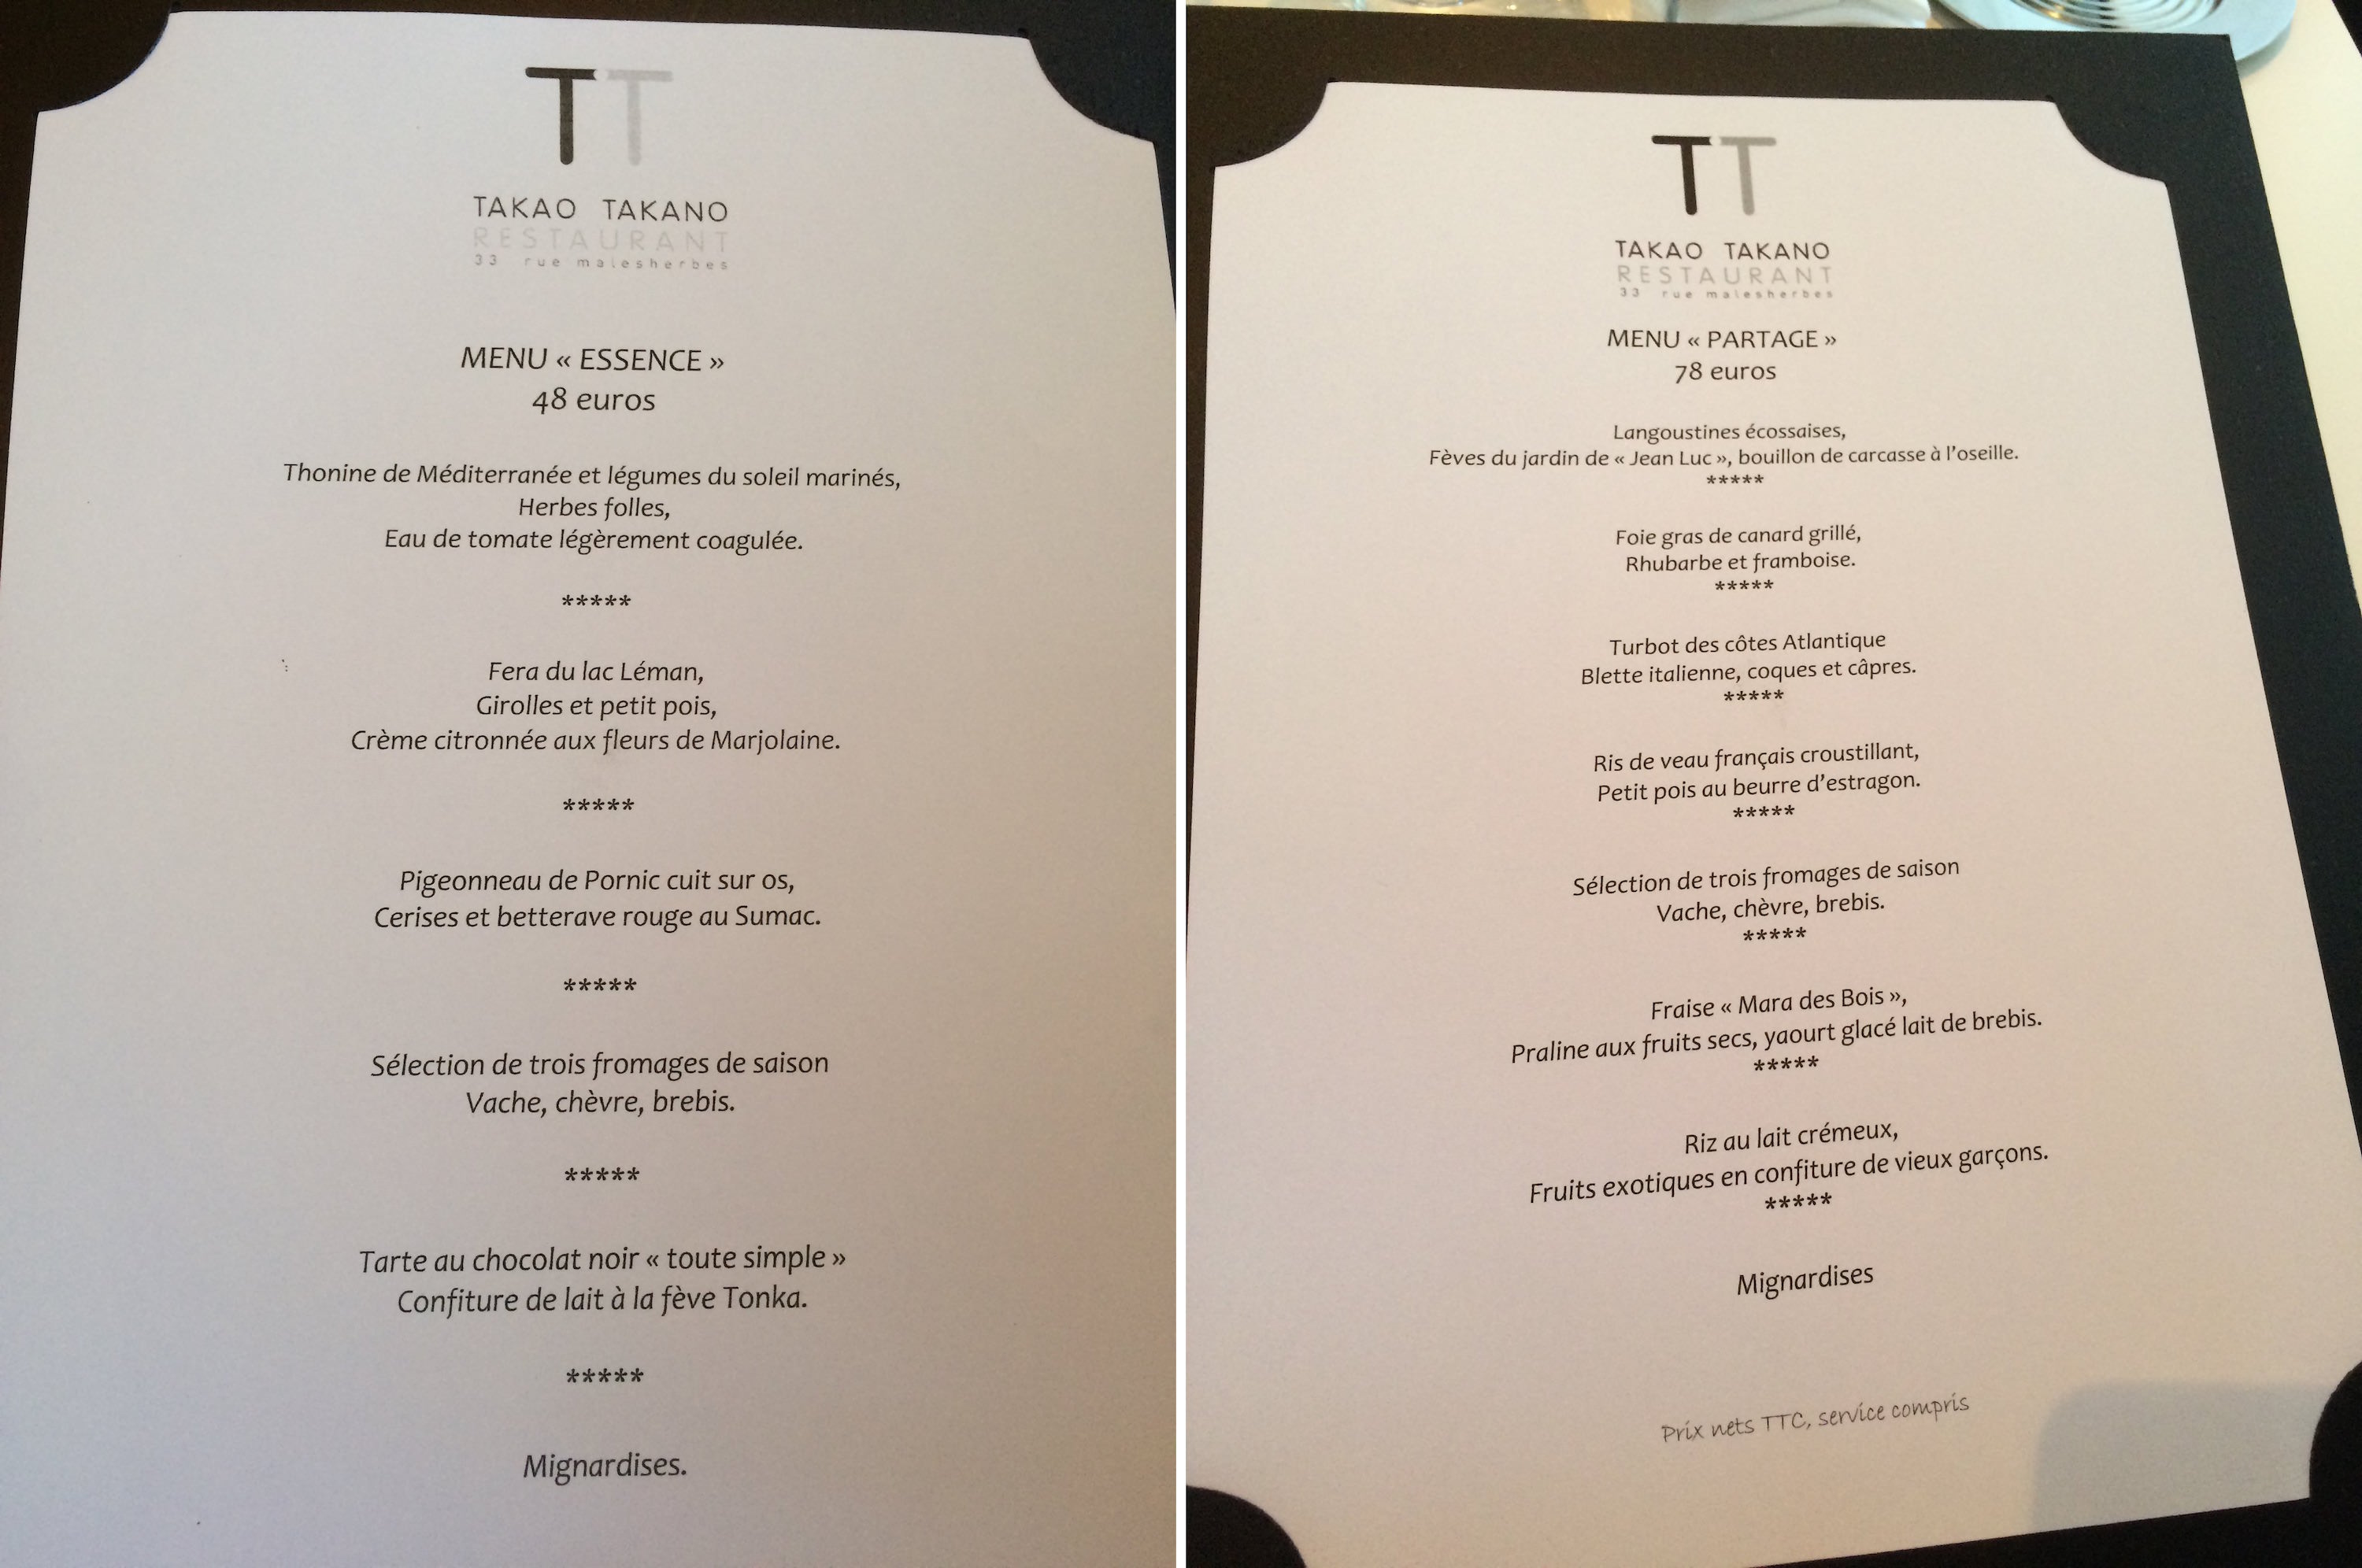 TT
TAKAO TAKANO
RESTAURANT
33 rue malesherbes
MENU « ESSENCE »
48 euros
Thonine de Méditerranée et légumes du soleil marinés,
Herbes folles,
Eau de tomate légèrement coagulée.
*****
Fera du lac Léman,
Girolles et petit pois,
Crème citronnée aux fleurs de Marjolaine.
*****
Pigeonneau de Pornic cuit sur os,
Cerises et betterave rouge au Sumac.
*****
Sélection de trois fromages de saison
Vache, chèvre, brebis.
*****
Tarte au chocolat noir « toute simple »
Confiture de lait à la fève Tonka.
*****
Mignardises.
TT
TAKAO TAKANO
RESTAURANT
33 rue malesherbes
MENU « PARTAGE »
78 euros
Langoustines écossaises,
Fèves du jardin de « Jean Luc », bouillon de carcasse à l'oseille.
*****
Foie gras de canard grillé,
Rhubarbe et framboise.
*****
Turbot des côtes Atlantique
Blette italienne, coques et câpres.
*****
Ris de veau français croustillant,
Petit pois au beurre d'estragon.
*****
Sélection de trois fromages de saison
Vache, chèvre, brebis.
*****
Fraise « Mara des Bois »,
Praline aux fruits secs, yaourt glacé lait de brebis.
*****
Riz au lait crémeux,
Fruits exotiques en confiture de vieux garçons.
*****
Mignardises
Prix nets TTC, service compris